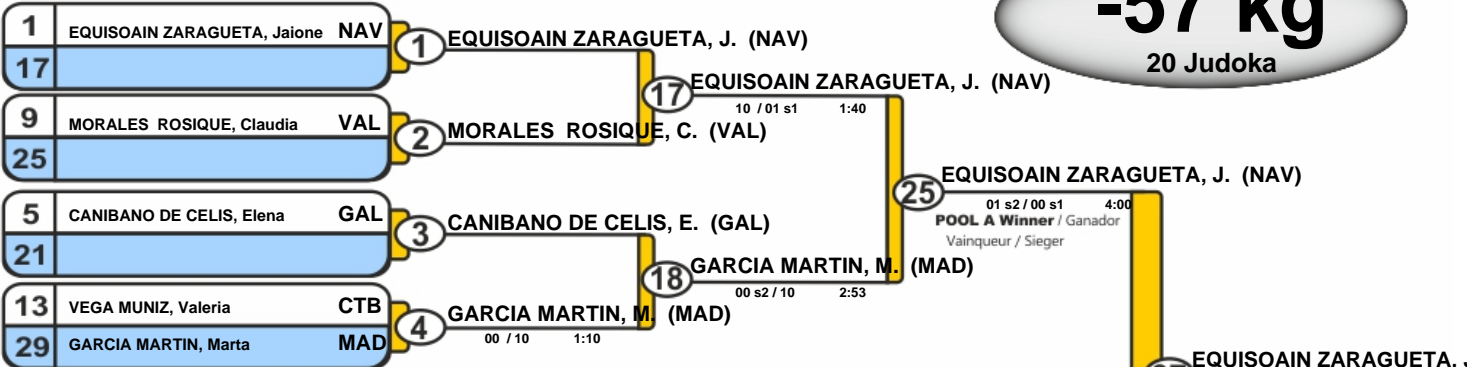 -57 kg
20 Judoka
1 EQUISOAIN ZARAGUETA, Jaione NAV
17
1 EQUISOAIN ZARAGUETA, J. (NAV)
17 EQUISOAIN ZARAGUETA, J. (NAV)
10 / 01 s1 1:40
9 MORALES ROSIQUE, Claudia VAL
25
2 MORALES ROSIQUE, C. (VAL)
25 EQUISOAIN ZARAGUETA, J. (NAV)
01 s2 / 00 s1 4:00
POOL A Winner / Ganador
Vainqueur / Sieger
5 CANIBANO DE CELIS, Elena GAL
21
3 CANIBANO DE CELIS, E. (GAL)
18 GARCIA MARTIN, M. (MAD)
00 s2 / 10 2:53
13 VEGA MUNIZ, Valeria CTB
29 GARCIA MARTIN, Marta MAD
4 GARCIA MARTIN, M. (MAD)
00 / 10 1:10
EQUISOAIN ZARAGUETA, J